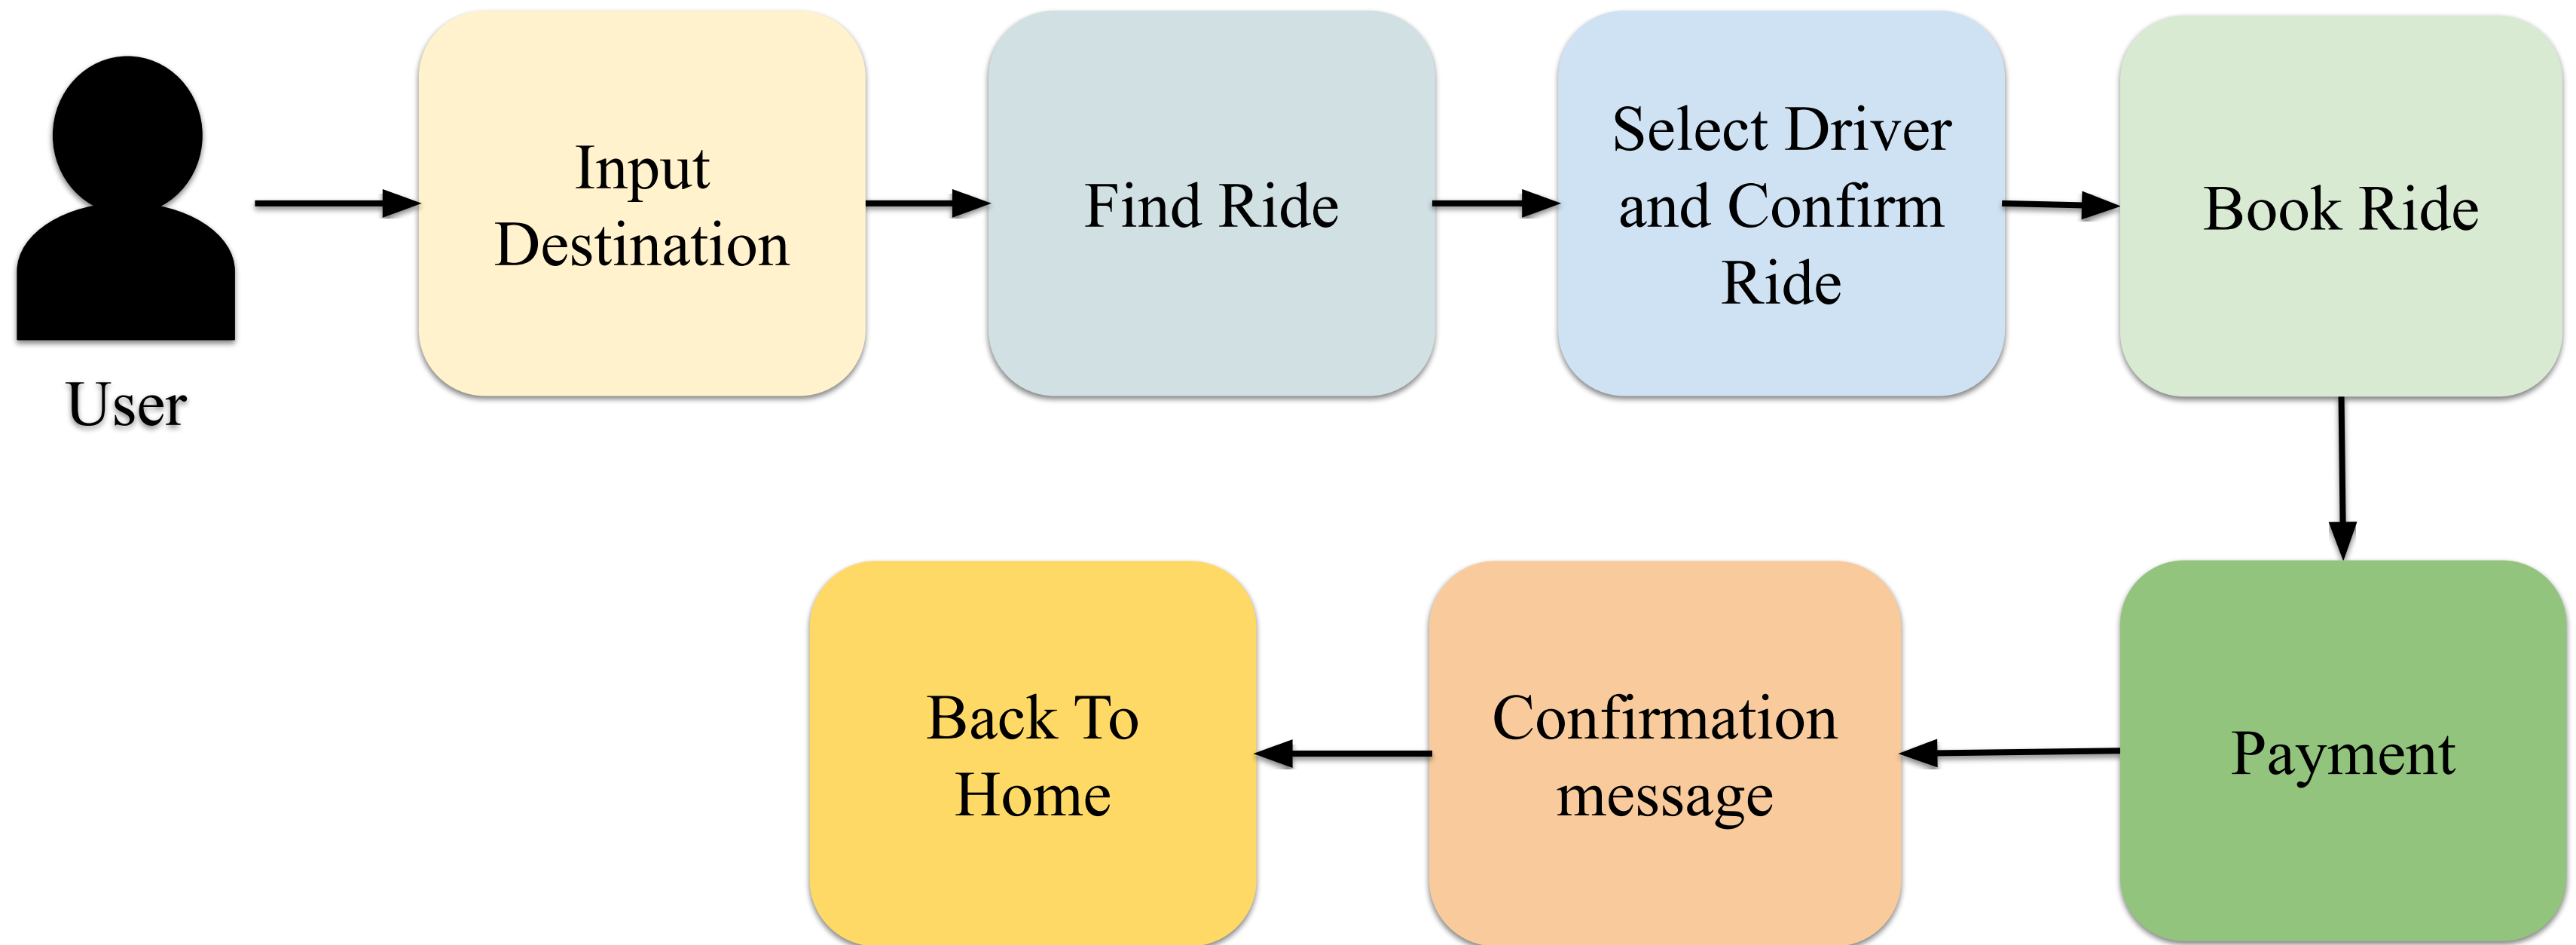 User
Input
Destination
Find Ride
Select Driver
and Confirm
Ride
Book Ride
Payment
Confirmation
message
Back To
Home